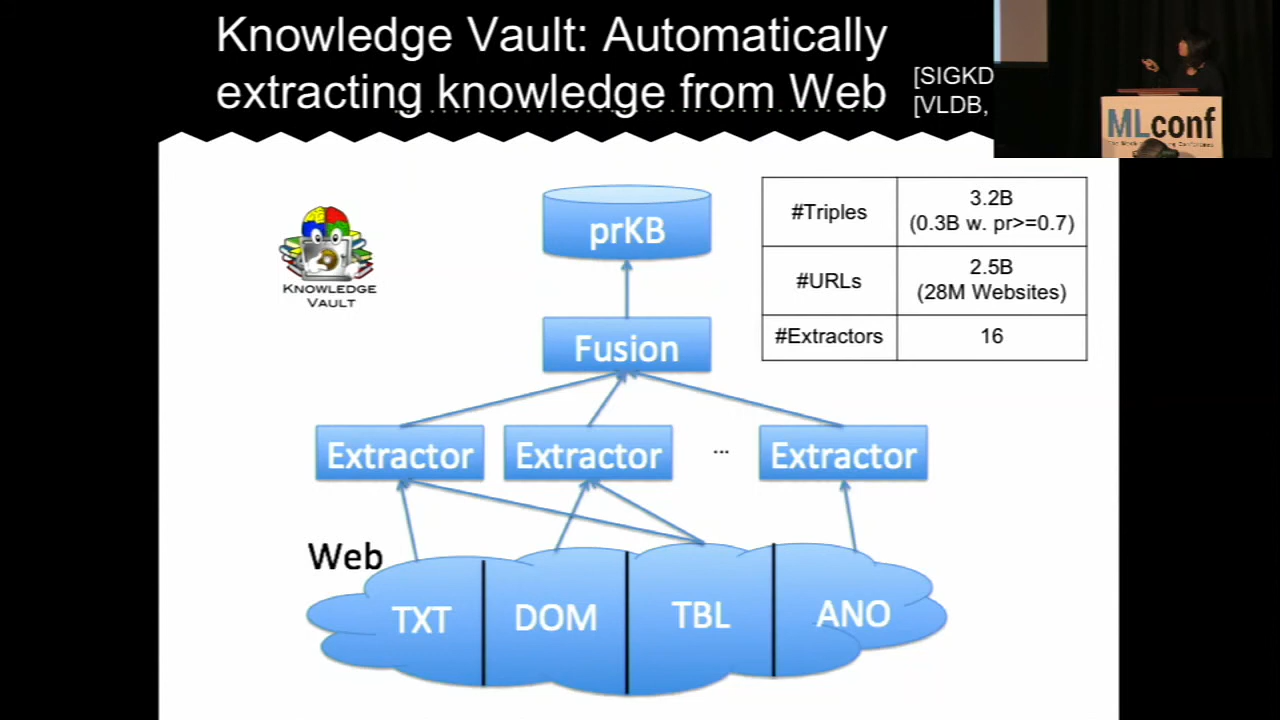 Knowledge Vault: Automatically
extracting knowledge from Web
[SIGKD
[VLDB,
MLconf
KNOWLEDGE
VAULT
prKB
#Triples
3.2B
(0.3B w. pr>=0.7)
#URLs
2.5B
(28M Websites)
#Extractors
16
Fusion
Extractor
Extractor
...
Extractor
Web
TXT
DOM
TBL
ANO